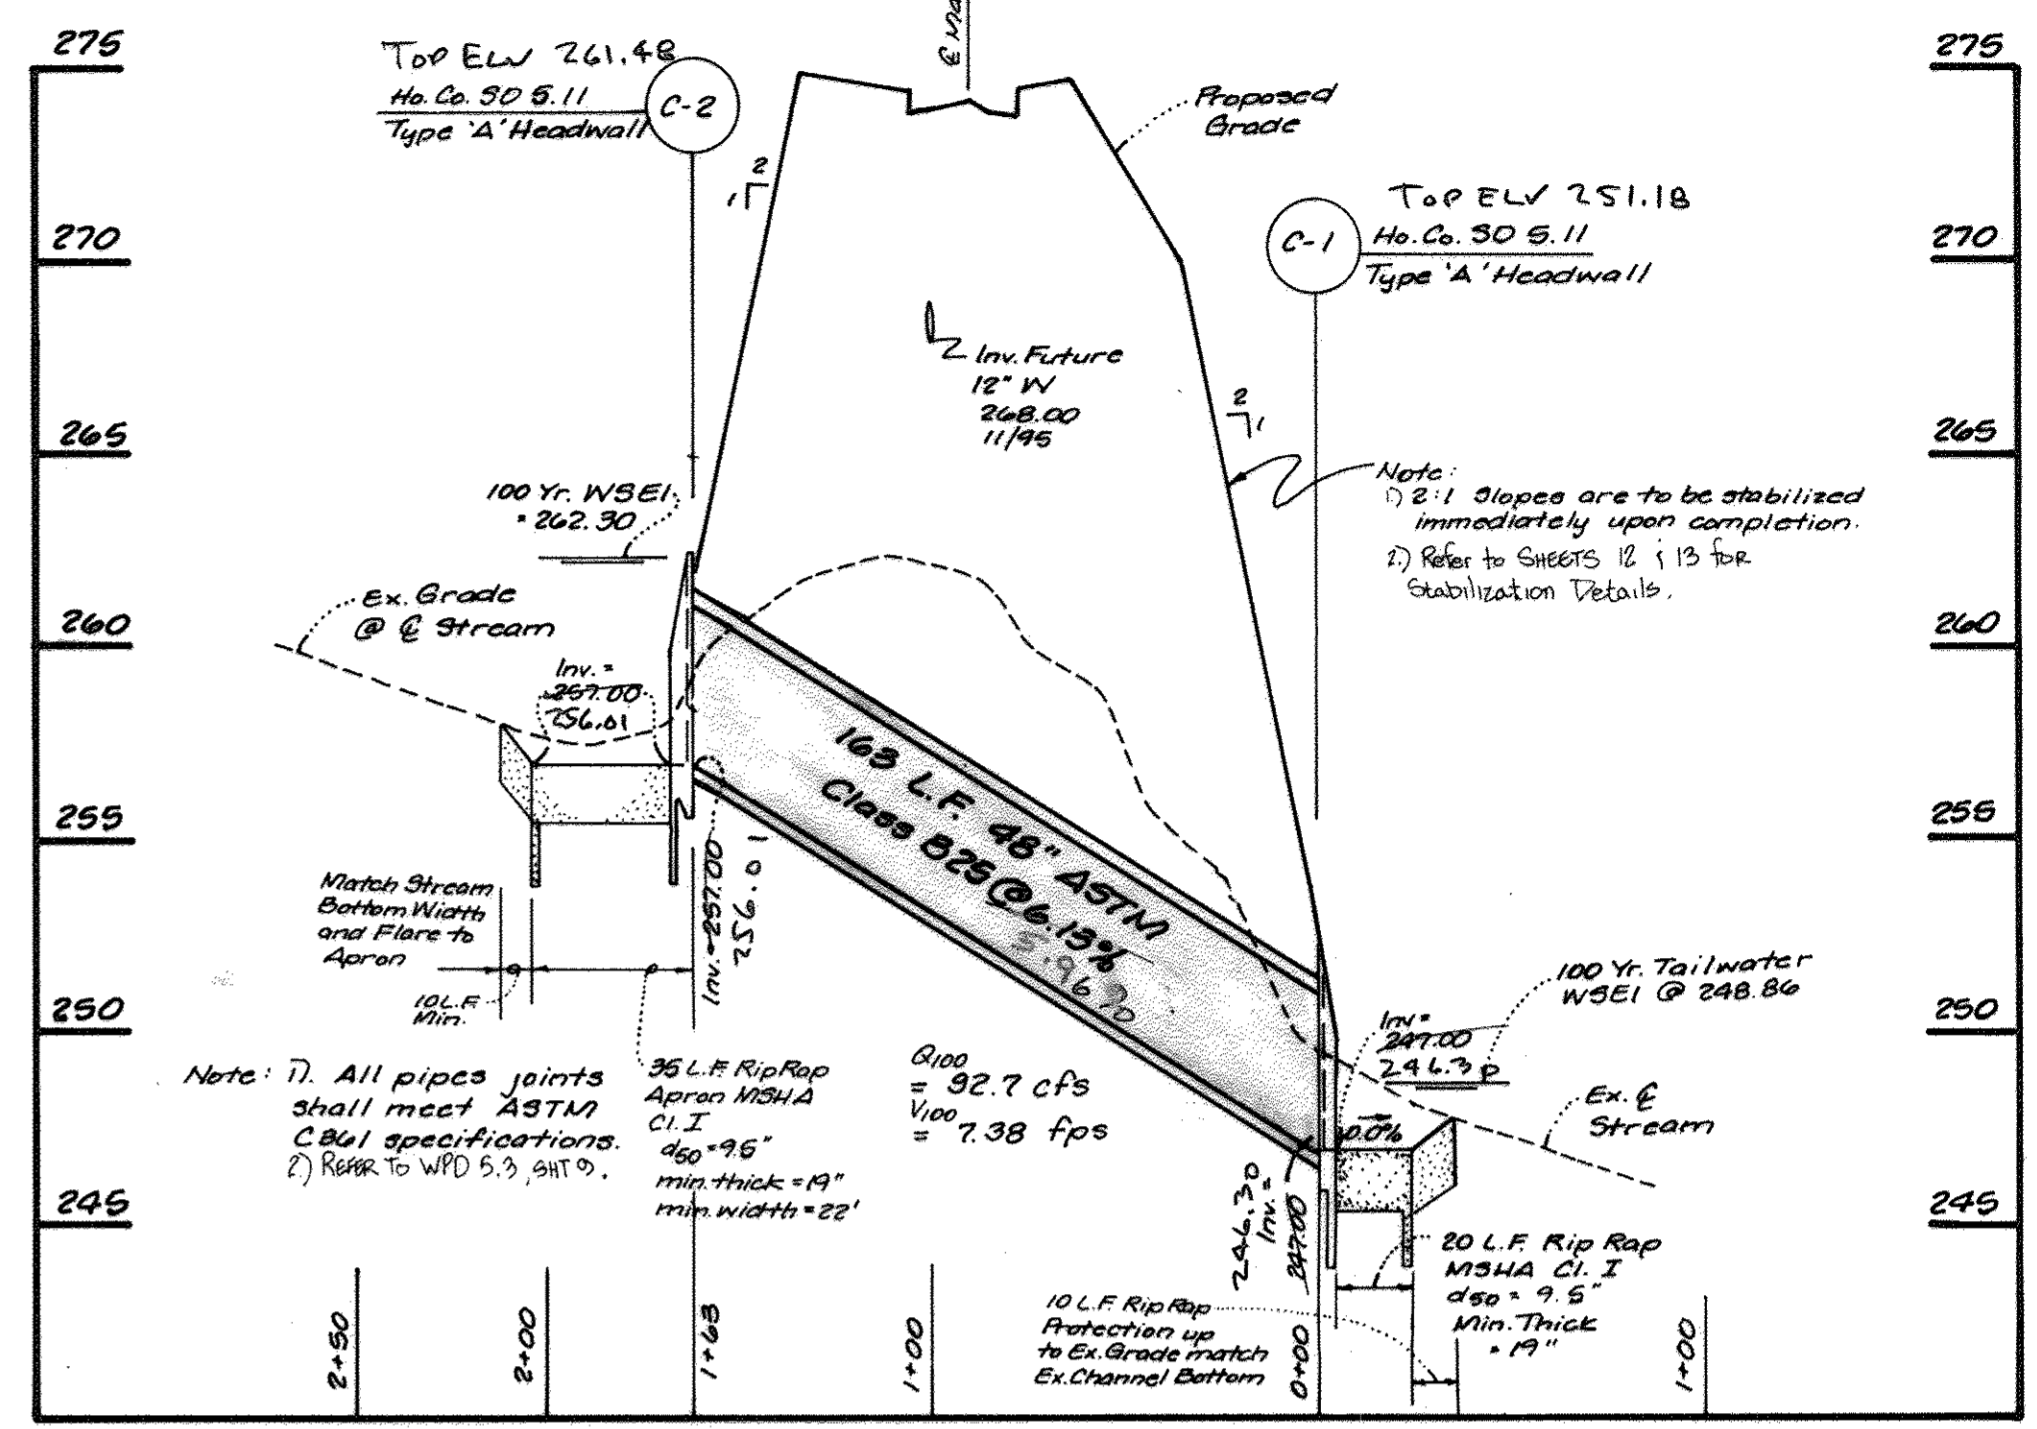 275
270
265
260
255
250
245
TOP ELV 261.48
Ho. Co. SD 5.11
Type 'A' Headwall
C-2
℄
2
1
Proposed
Grade
TOP ELV 251.18
C-1
Ho. Co. SD 5.11
Type 'A' Headwall
Inv. Future
12" W
268.00
11/95
2
1
Note:
1) 2:1 Slopes are to be stabilized
immediately upon completion.
2.) Refer to SHEETS 12 & 13 for
Stabilization Details.
100 Yr. WSEl
= 262.30
Ex. Grade
@ ℄ Stream
Inv. =
257.00
256.01
163 L.F. 48" ASTM
Class B25 @ 6.13%
5.96 %
Inv. = 257.00
256.01
Match Stream
Bottom Width
and Flare to
Apron
10 L.F.
Min.
Note: 1). All pipes joints
shall meet ASTM
C361 specifications.
2) REFER TO WPD 5.3, SHT 9.
35 L.F. Rip Rap
Apron MSHA
Cl. I
d50 = 9.5"
min. thick = 19"
min. width = 22'
Q100
= 92.7 cfs
V100
= 7.38 fps
100 Yr. Tailwater
WSEl @ 248.86
Inv =
247.00
246.30
Ex. ℄
Stream
0.0%
246.30
Inv. =
247.00
20 L.F. Rip Rap
MSHA Cl. I
d50 = 9.5"
Min. Thick
= 19"
10 L.F. Rip Rap
Protection up
to Ex. Grade match
Ex. Channel Bottom
2+50
2+00
1+63
1+00
0+00
1+00
275
270
265
260
255
250
245